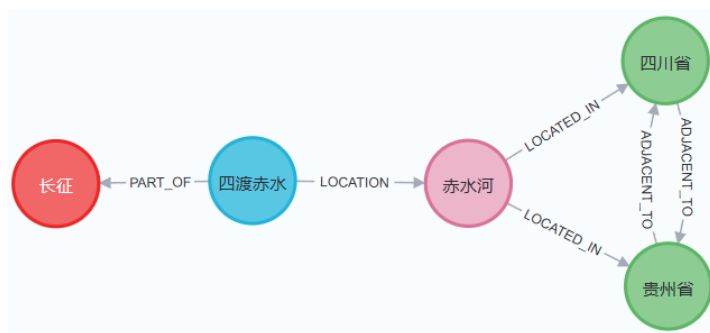 长征
PART_OF
四渡赤水
LOCATION
赤水河
LOCATED_IN
四川省
LOCATED_IN
贵州省
ADJACENT_TO
ADJACENT_TO